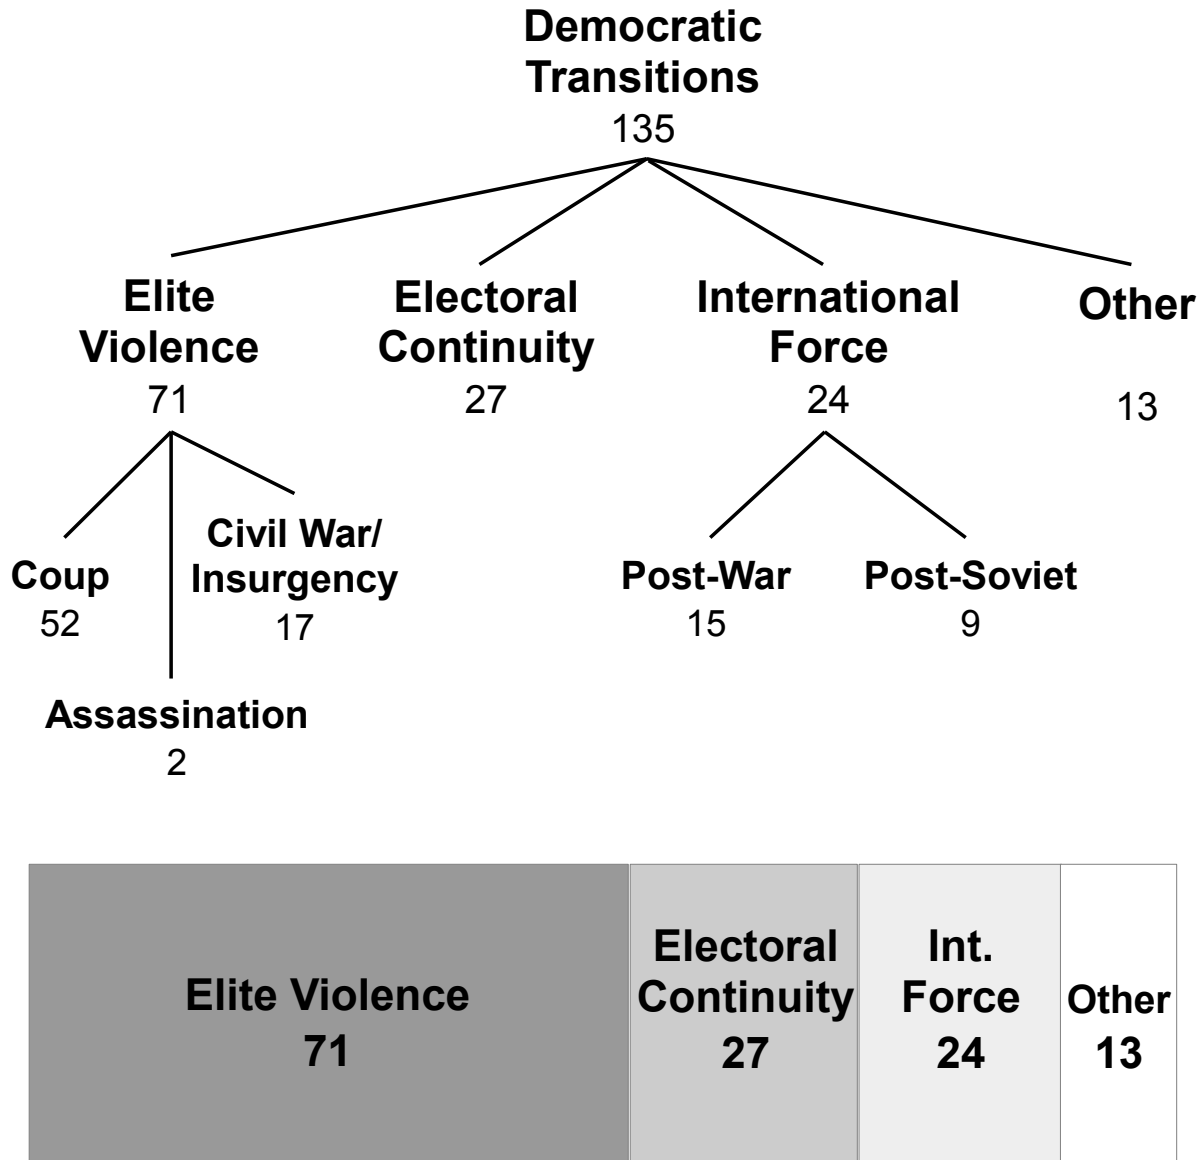 Democratic
Transitions
135
Elite
Violence
71
Electoral
Continuity
27
International
Force
24
Other
13
Coup
52
Civil War/
Insurgency
17
Assassination
2
Post-War
15
Post-Soviet
9
Elite Violence
71
Electoral
Continuity
27
Int.
Force
24
Other
13